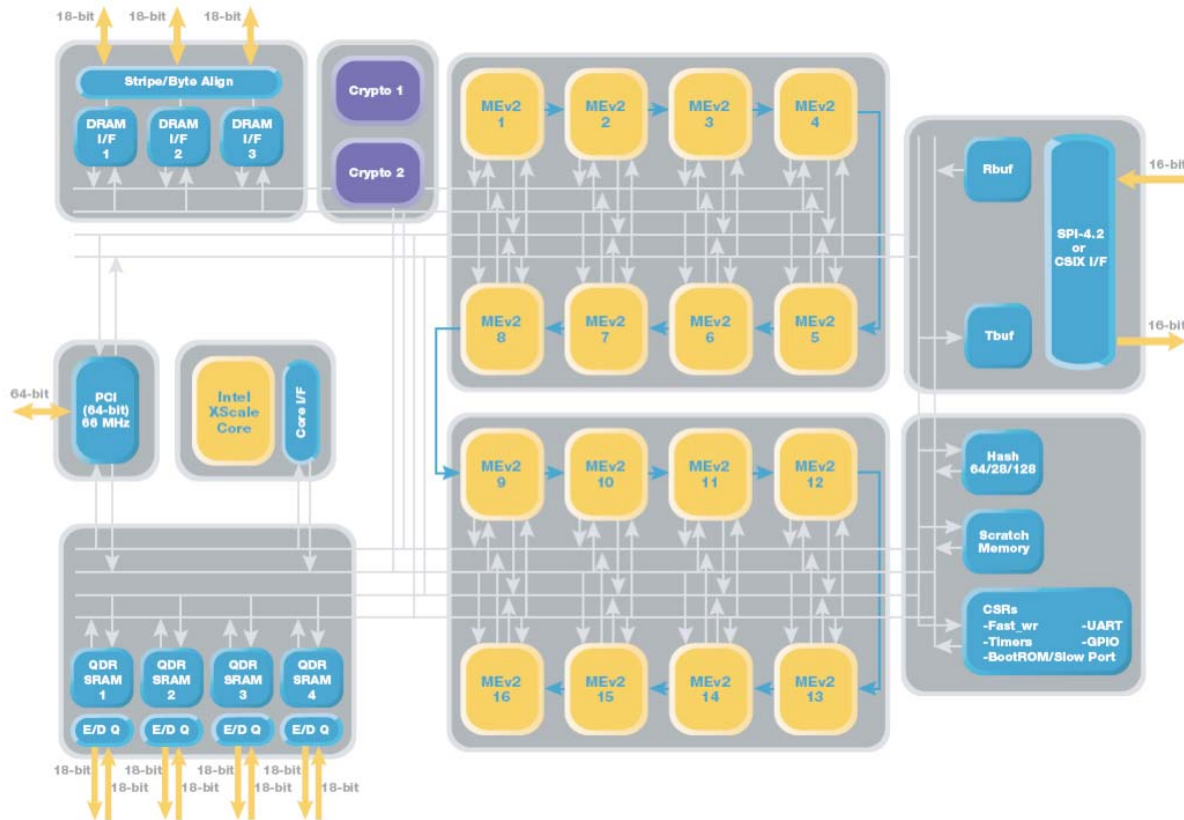 18-bit 18-bit 18-bit
Stripe/Byte Align
DRAM I/F 1
DRAM I/F 2
DRAM I/F 3
Crypto 1
Crypto 2
MEv2 1
MEv2 2
MEv2 3
MEv2 4
MEv2 8
MEv2 7
MEv2 6
MEv2 5
Rbuf
Tbuf
SPI-4.2
or
CSIX I/F
16-bit
16-bit
64-bit
PCI
(64-bit)
66 MHz
Intel
XScale
Core
Core I/F
MEv2 9
MEv2 10
MEv2 11
MEv2 12
MEv2 16
MEv2 15
MEv2 14
MEv2 13
Hash
64/28/128
Scratch
Memory
CSRs
-Fast_wr -UART
-Timers -GPIO
-BootROM/Slow Port
QDR SRAM 1
QDR SRAM 2
QDR SRAM 3
QDR SRAM 4
E/D Q E/D Q E/D Q E/D Q
18-bit 18-bit 18-bit 18-bit
18-bit 18-bit 18-bit 18-bit